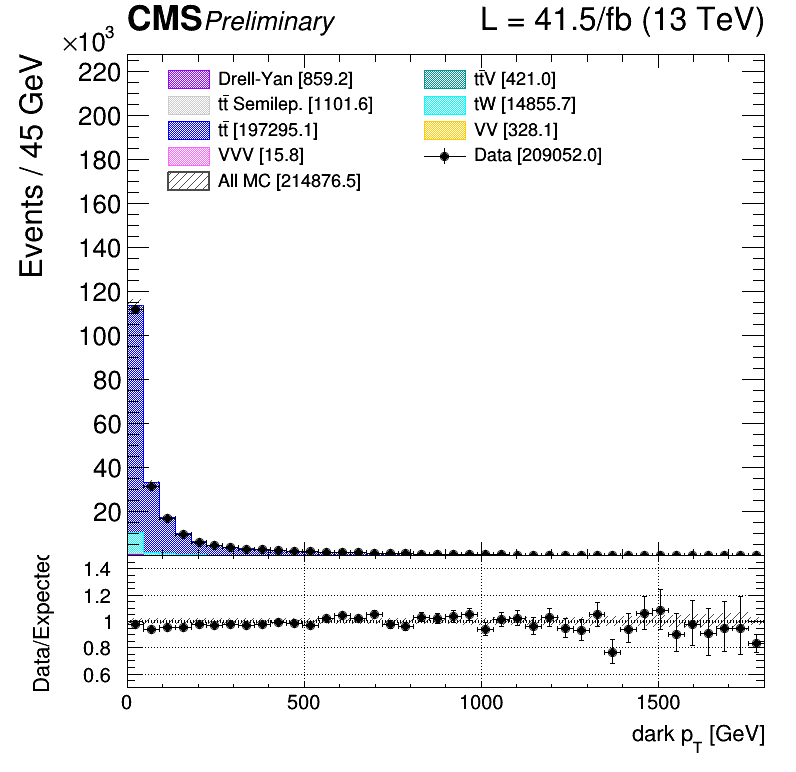 CMS Preliminary L = 41.5/fb (13 TeV)
×10³
Events / 45 GeV
220
200
180
160
140
120
100
80
60
40
20
Drell-Yan [859.2]
tt̄ Semilep. [1101.6]
tt̄ [197295.1]
VVV [15.8]
All MC [214876.5]
tt̄V [421.0]
tW [14855.7]
VV [328.1]
Data [209052.0]
Data/Expected
1.4
1.2
1
0.8
0.6
0 500 1000 1500
dark p_T [GeV]